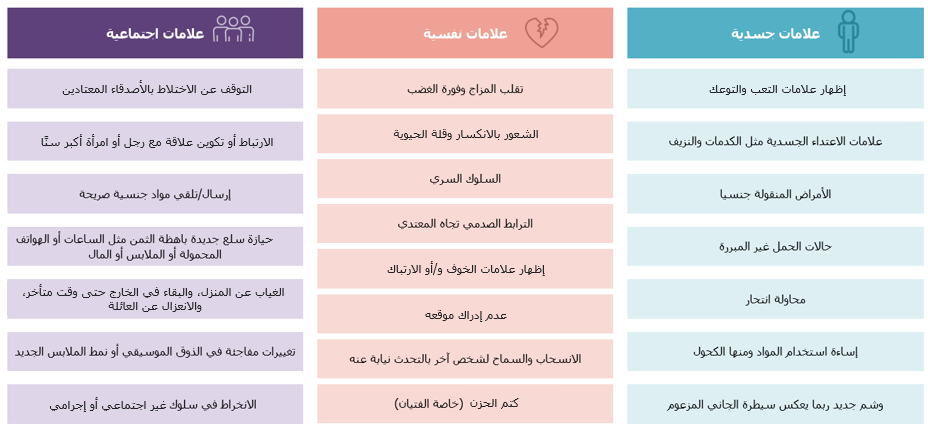 علامات جسدية
إظهار علامات التعب والتوعك
علامات الاعتداء الجسدية مثل الكدمات والنزيف
الأمراض المنقولة جنسيا
حالات الحمل غير المبررة
محاولة انتحار
إساءة استخدام المواد ومنها الكحول
وشم جديد ربما يعكس سيطرة الجاني المزعوم
علامات نفسية
تقلب المزاج وفورة الغضب
الشعور بالانكسار وقلة الحيوية
السلوك السري
الترابط الصدمي تجاه المعتدي
إظهار علامات الخوف و/أو الارتباك
عدم إدراك موقعه
الانسحاب والسماح لشخص آخر بالتحدث نيابة عنه
كتم الحزن (خاصة الفتيان)
علامات اجتماعية
التوقف عن الاختلاط بالأصدقاء المعتادين
الارتباط أو تكوين علاقة مع رجل أو امرأة أكبر سنًا
إرسال/تلقي مواد جنسية صريحة
حيازة سلع جديدة باهظة الثمن مثل الساعات أو الهواتف
المحمولة أو الملابس أو المال
الغياب عن المنزل، والبقاء في الخارج حتى وقت متأخر،
والانعزال عن العائلة
تغييرات مفاجئة في الذوق الموسيقي أو نمط الملابس الجديد
الانخراط في سلوك غير اجتماعي أو إجرامي